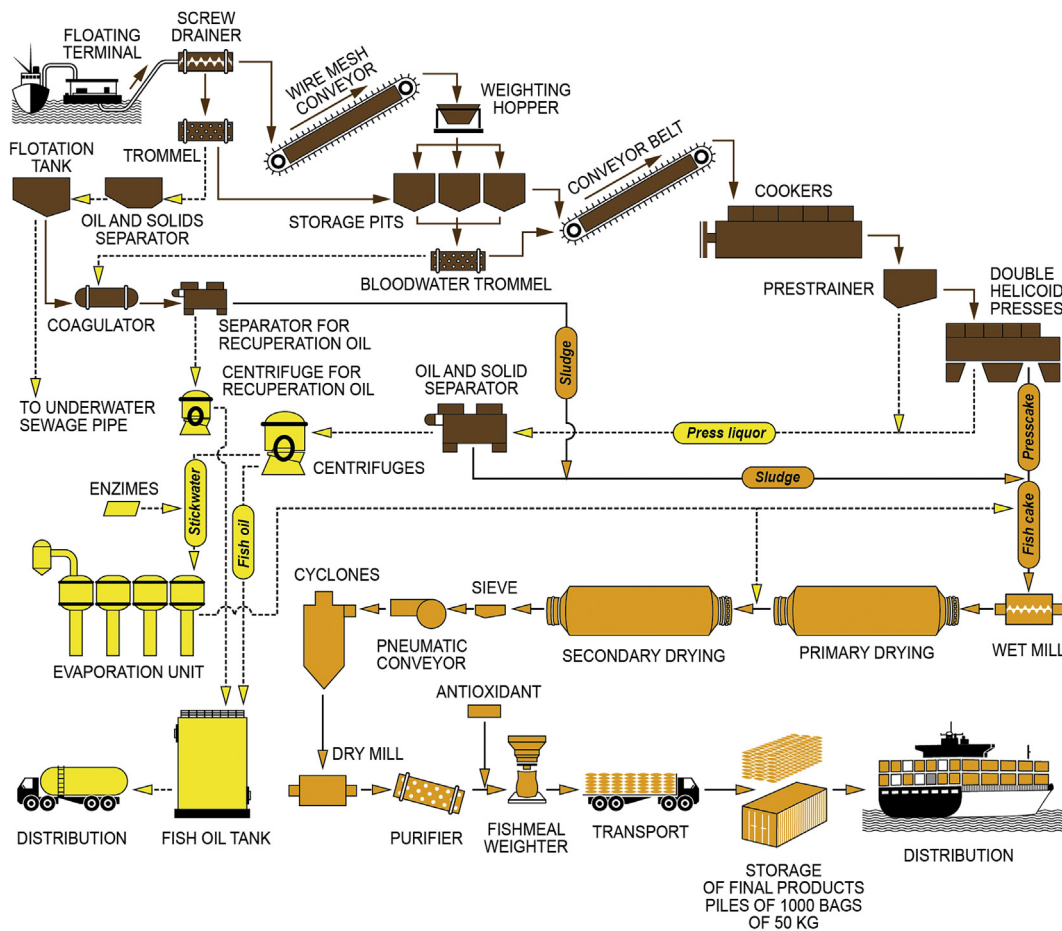 SCREW
DRAINER
FLOATING
TERMINAL
WIRE MESH
CONVEYOR
WEIGHTING
HOPPER
FLOTATION
TANK
TROMMEL
CONVEYOR BELT
COOKERS
OIL AND SOLIDS
SEPARATOR
STORAGE PITS
BLOODWATER TROMMEL
PRESTRAINER
DOUBLE
HELICOID
PRESSES
COAGULATOR
SEPARATOR FOR
RECUPERATION OIL
Sludge
CENTRIFUGE FOR
RECUPERATION OIL
OIL AND SOLID
SEPARATOR
TO UNDERWATER
SEWAGE PIPE
Press liquor
Presscake
CENTRIFUGES
Sludge
ENZIMES
Stickwater
Fish oil
Fish cake
CYCLONES
SIEVE
EVAPORATION UNIT
PNEUMATIC
CONVEYOR
SECONDARY DRYING
PRIMARY DRYING
WET MILL
ANTIOXIDANT
DRY MILL
DISTRIBUTION
FISH OIL TANK
PURIFIER
FISHMEAL
WEIGHTER
TRANSPORT
STORAGE
OF FINAL PRODUCTS
PILES OF 1000 BAGS
OF 50 KG
DISTRIBUTION